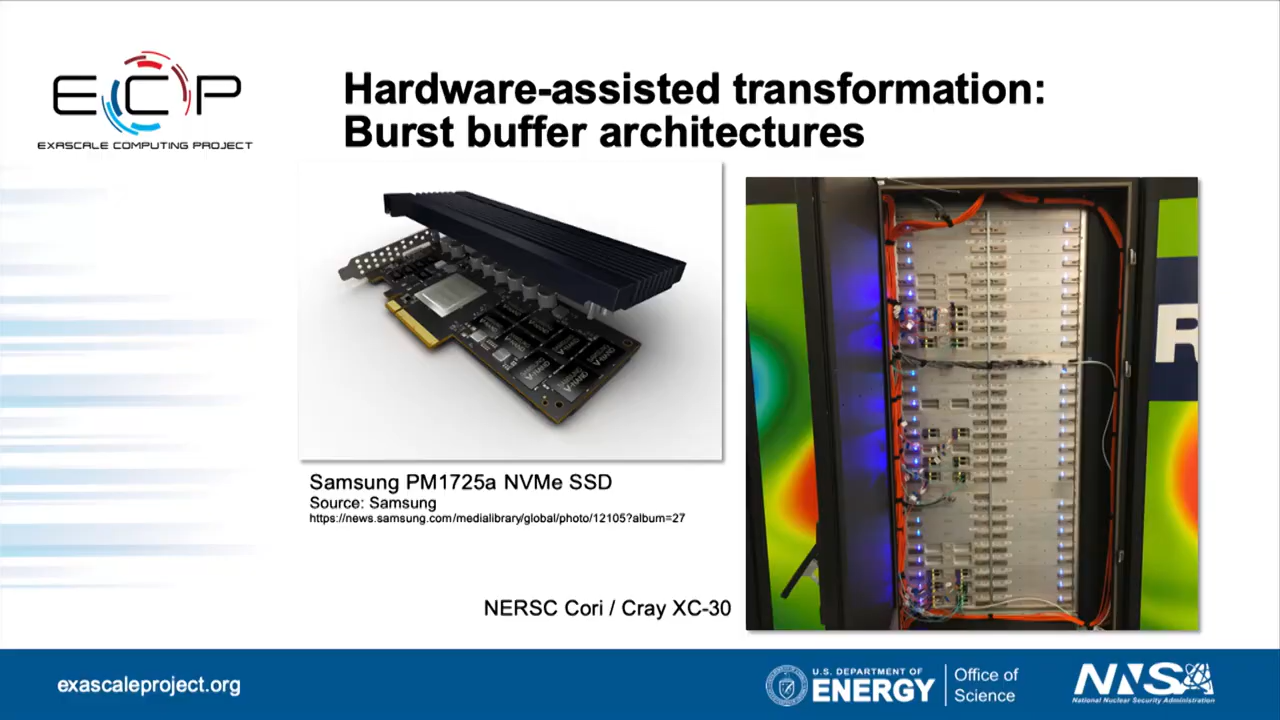 ECP
EXASCALE COMPUTING PROJECT
Hardware-assisted transformation:
Burst buffer architectures
Samsung PM1725a NVMe SSD
Source: Samsung
https://news.samsung.com/medialibrary/global/photo/12105?album=27
NERSC Cori / Cray XC-30
R
exascaleproject.org
U.S. DEPARTMENT OF
ENERGY
Office of
Science
NNSA
National Nuclear Security Administration